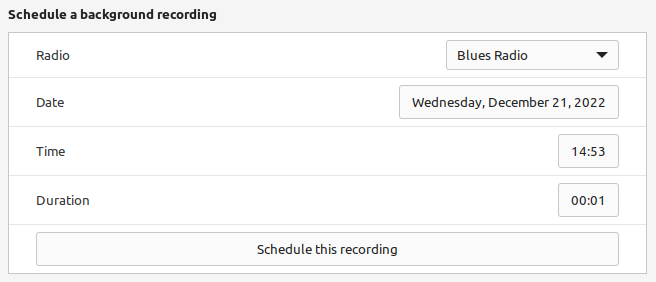 Schedule a background recording
Radio Blues Radio
Date Wednesday, December 21, 2022
Time 14:53
Duration 00:01
Schedule this recording